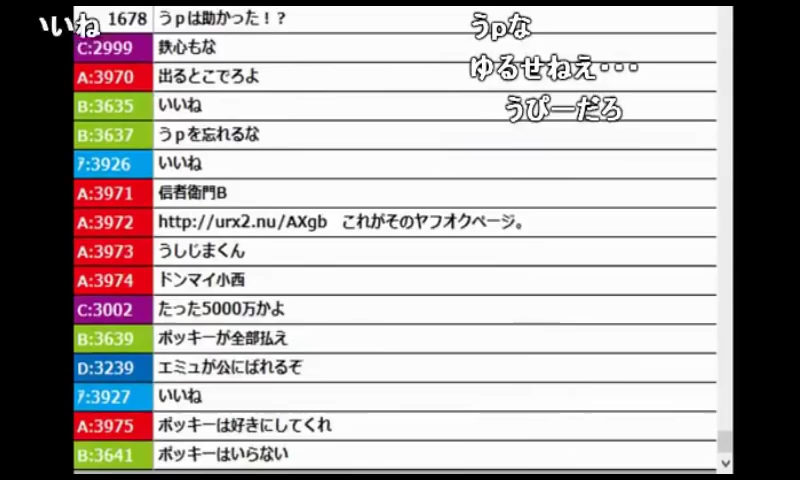 いいね
1678 うｐは助かった！？
うpな
C:2999 鉄心もな
ゆるせねえ・・・
A:3970 出るとこでろよ
B:3635 いいね
うぴーだろ
B:3637 うｐを忘れるな
ｱ:3926 いいね
A:3971 信者衛門B
A:3972 http://urx2.nu/AXgb これがそのヤフオクページ。
A:3973 うしじまくん
A:3974 ドンマイ小西
C:3002 たった5000万かよ
B:3639 ポッキーが全部払え
D:3239 エミュが公にばれるぞ
ｱ:3927 いいね
A:3975 ポッキーは好きにしてくれ
B:3641 ポッキーはいらない